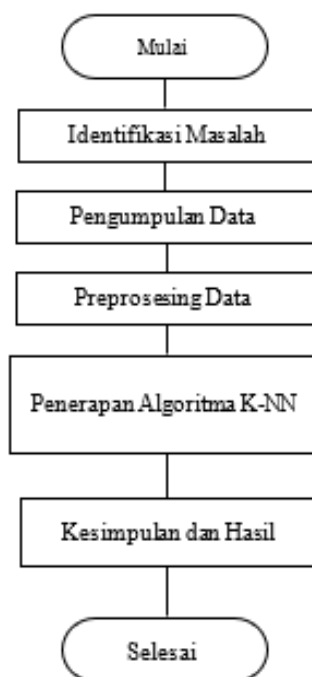 Mulai
Identifikasi Masalah
Pengumpulan Data
Preprosesing Data
Penerapan Algoritma K-NN
Kesimpulan dan Hasil
Selesai